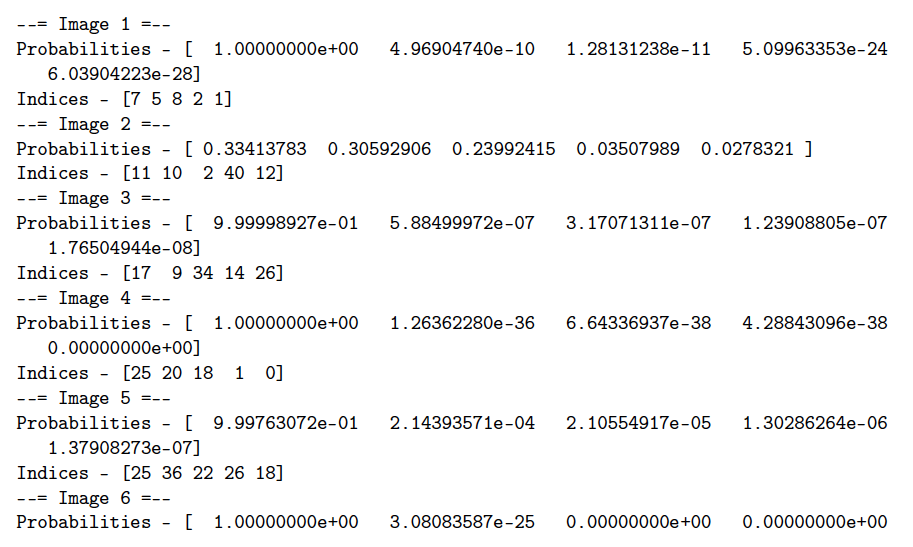 --= Image 1 =--
Probabilities - [  1.00000000e+00   4.96904740e-10   1.28131238e-11   5.09963353e-24
   6.03904223e-28]
Indices - [7 5 8 2 1]
--= Image 2 =--
Probabilities - [ 0.33413783  0.30592906  0.23992415  0.03507989  0.0278321 ]
Indices - [11 10  2 40 12]
--= Image 3 =--
Probabilities - [  9.99998927e-01   5.88499972e-07   3.17071311e-07   1.23908805e-07
   1.76504944e-08]
Indices - [17  9 34 14 26]
--= Image 4 =--
Probabilities - [  1.00000000e+00   1.26362280e-36   6.64336937e-38   4.28843096e-38
   0.00000000e+00]
Indices - [25 20 18  1  0]
--= Image 5 =--
Probabilities - [  9.99763072e-01   2.14393571e-04   2.10554917e-05   1.30286264e-06
   1.37908273e-07]
Indices - [25 36 22 26 18]
--= Image 6 =--
Probabilities - [  1.00000000e+00   3.08083587e-25   0.00000000e+00   0.00000000e+00